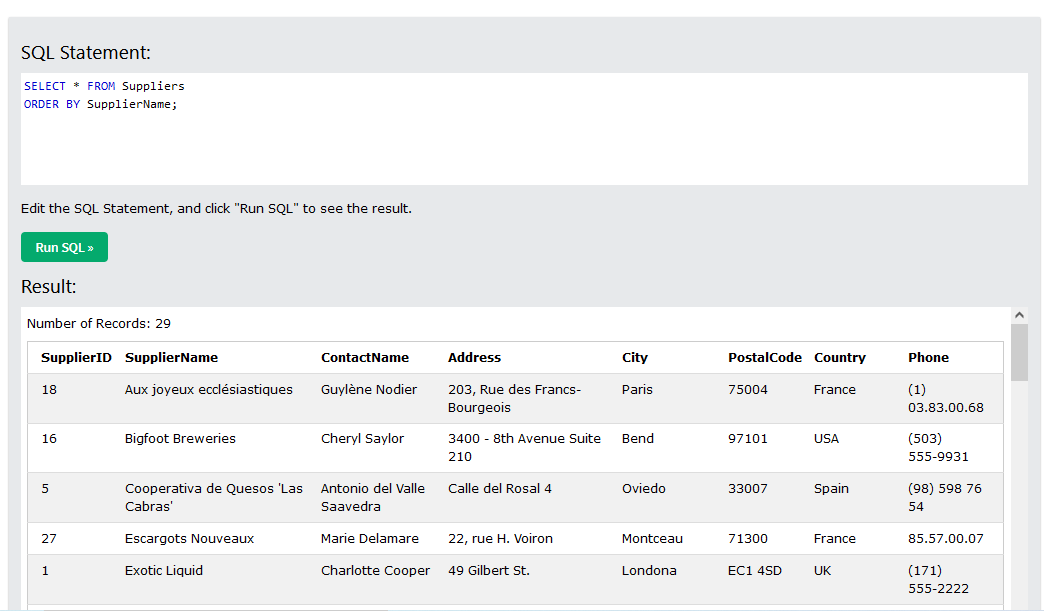 SQL Statement:
SELECT * FROM Suppliers
ORDER BY SupplierName;
Edit the SQL Statement, and click "Run SQL" to see the result.
Run SQL »
Result:
Number of Records: 29
SupplierID SupplierName ContactName Address City PostalCode Country Phone
18 Aux joyeux ecclésiastiques Guylène Nodier 203, Rue des Francs- Paris 75004 France (1)
Bourgeois 03.83.00.68
16 Bigfoot Breweries Cheryl Saylor 3400 - 8th Avenue Suite Bend 97101 USA (503)
210 555-9931
5 Cooperativa de Quesos 'Las Antonio del Valle Calle del Rosal 4 Oviedo 33007 Spain (98) 598 76
Cabras' Saavedra 54
27 Escargots Nouveaux Marie Delamare 22, rue H. Voiron Montceau 71300 France 85.57.00.07
1 Exotic Liquid Charlotte Cooper 49 Gilbert St. Londona EC1 4SD UK (171)
555-2222